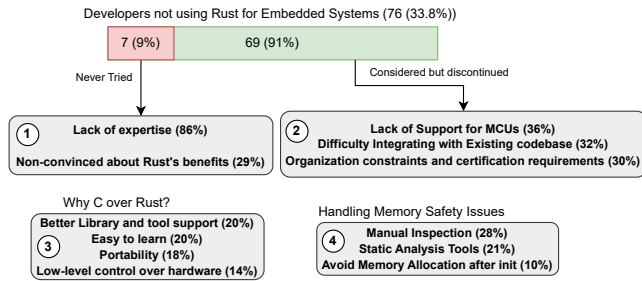 Developers not using Rust for Embedded Systems (76 (33.8%))
7 (9%)
69 (91%)
Never Tried
Considered but discontinued
1
Lack of expertise (86%)
Non-convinced about Rust's benefits (29%)
2
Lack of Support for MCUs (36%)
Difficulty Integrating with Existing codebase (32%)
Organization constraints and certification requirements (30%)
Why C over Rust?
Better Library and tool support (20%)
Easy to learn (20%)
3
Portability (18%)
Low-level control over hardware (14%)
Handling Memory Safety Issues
Manual Inspection (28%)
4
Static Analysis Tools (21%)
Avoid Memory Allocation after init (10%)